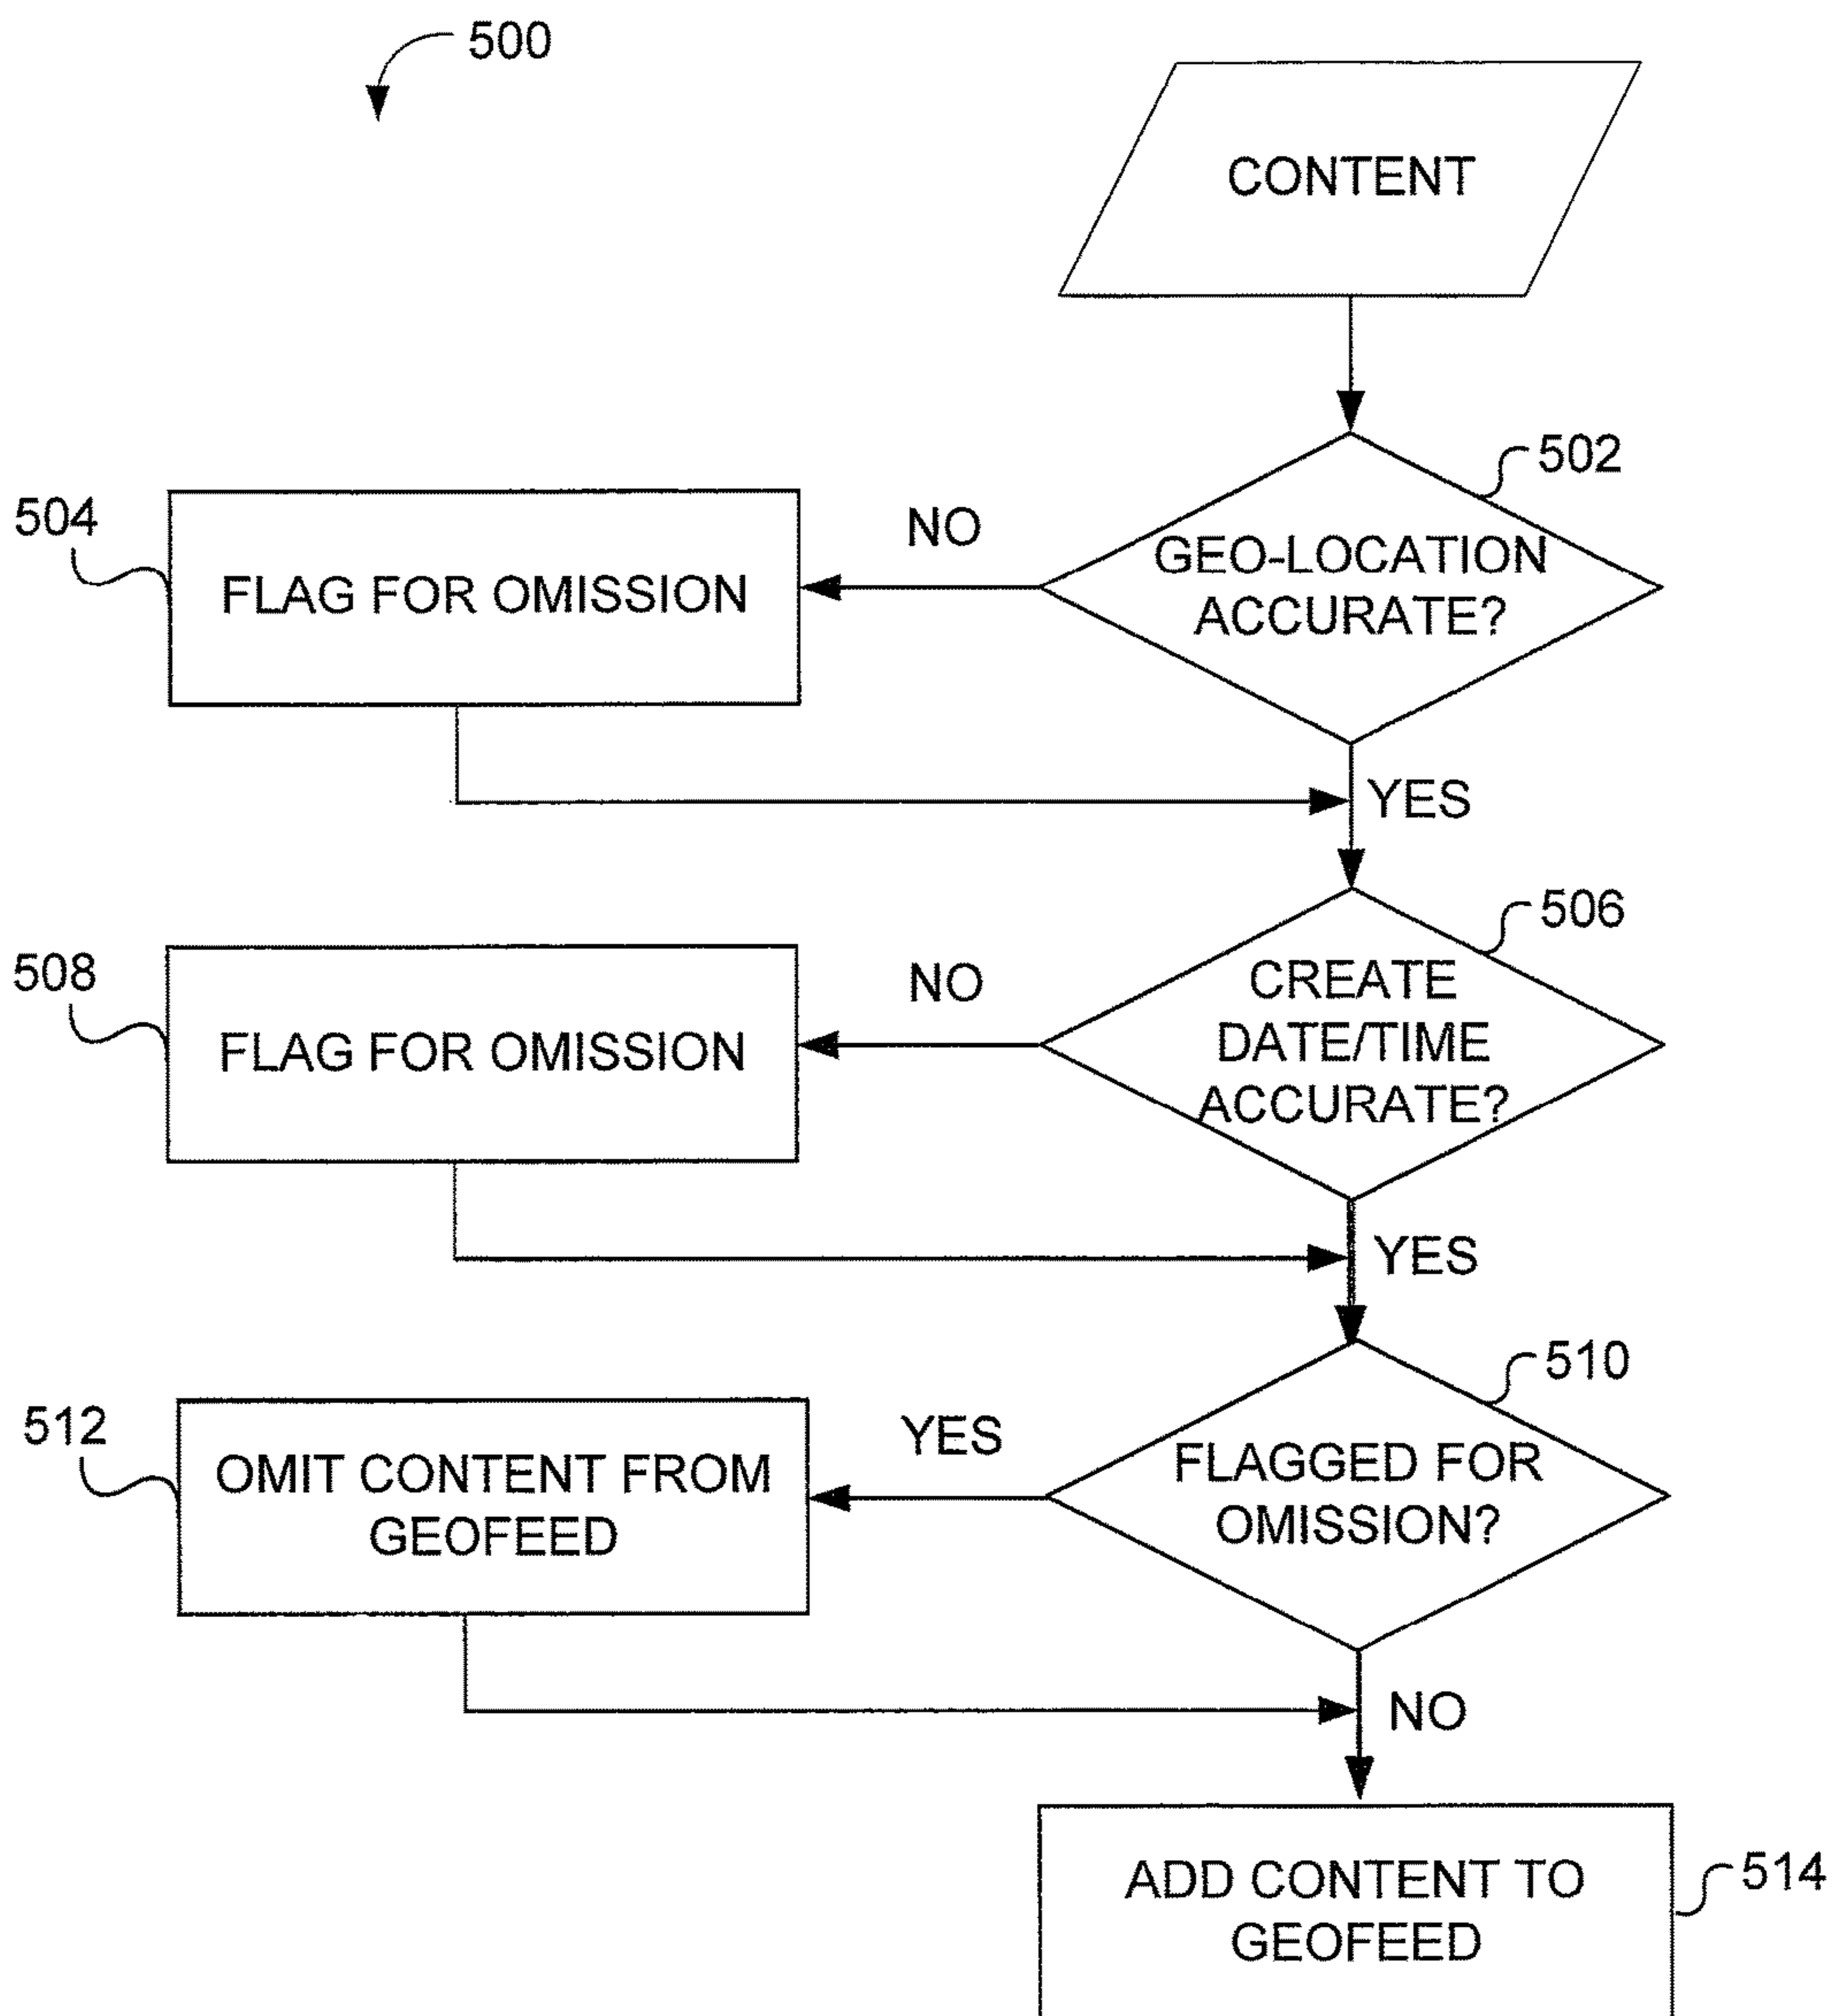 500
CONTENT
502
GEO-LOCATION
ACCURATE?
NO
504
FLAG FOR OMISSION
YES
506
CREATE
DATE/TIME
ACCURATE?
NO
508
FLAG FOR OMISSION
YES
510
FLAGGED FOR
OMISSION?
YES
512
OMIT CONTENT FROM
GEOFEED
NO
ADD CONTENT TO
GEOFEED
514